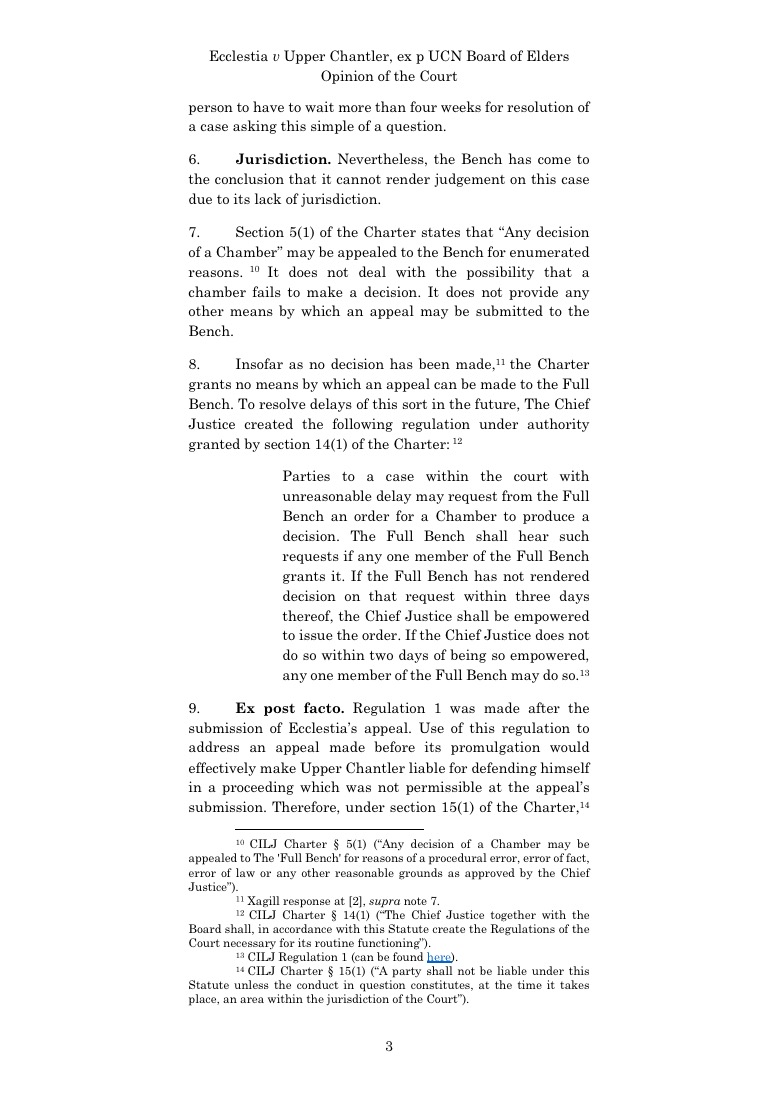 Ecclestia v Upper Chantler, ex p UCN Board of Elders
Opinion of the Court
person to have to wait more than four weeks for resolution of
a case asking this simple of a question.
6. Jurisdiction. Nevertheless, the Bench has come to
the conclusion that it cannot render judgement on this case
due to its lack of jurisdiction.
7. Section 5(1) of the Charter states that “Any decision
of a Chamber” may be appealed to the Bench for enumerated
reasons. 10 It does not deal with the possibility that a
chamber fails to make a decision. It does not provide any
other means by which an appeal may be submitted to the
Bench.
8. Insofar as no decision has been made,11 the Charter
grants no means by which an appeal can be made to the Full
Bench. To resolve delays of this sort in the future, The Chief
Justice created the following regulation under authority
granted by section 14(1) of the Charter: 12
Parties to a case within the court with
unreasonable delay may request from the Full
Bench an order for a Chamber to produce a
decision. The Full Bench shall hear such
requests if any one member of the Full Bench
grants it. If the Full Bench has not rendered
decision on that request within three days
thereof, the Chief Justice shall be empowered
to issue the order. If the Chief Justice does not
do so within two days of being so empowered,
any one member of the Full Bench may do so.13
9. Ex post facto. Regulation 1 was made after the
submission of Ecclestia’s appeal. Use of this regulation to
address an appeal made before its promulgation would
effectively make Upper Chantler liable for defending himself
in a proceeding which was not permissible at the appeal’s
submission. Therefore, under section 15(1) of the Charter,14
10 CILJ Charter § 5(1) (“Any decision of a Chamber may be
appealed to The 'Full Bench' for reasons of a procedural error, error of fact,
error of law or any other reasonable grounds as approved by the Chief
Justice”).
11 Xagill response at [2], supra note 7.
12 CILJ Charter § 14(1) (“The Chief Justice together with the
Board shall, in accordance with this Statute create the Regulations of the
Court necessary for its routine functioning”).
13 CILJ Regulation 1 (can be found here).
14 CILJ Charter § 15(1) (“A party shall not be liable under this
Statute unless the conduct in question constitutes, at the time it takes
place, an area within the jurisdiction of the Court”).
3